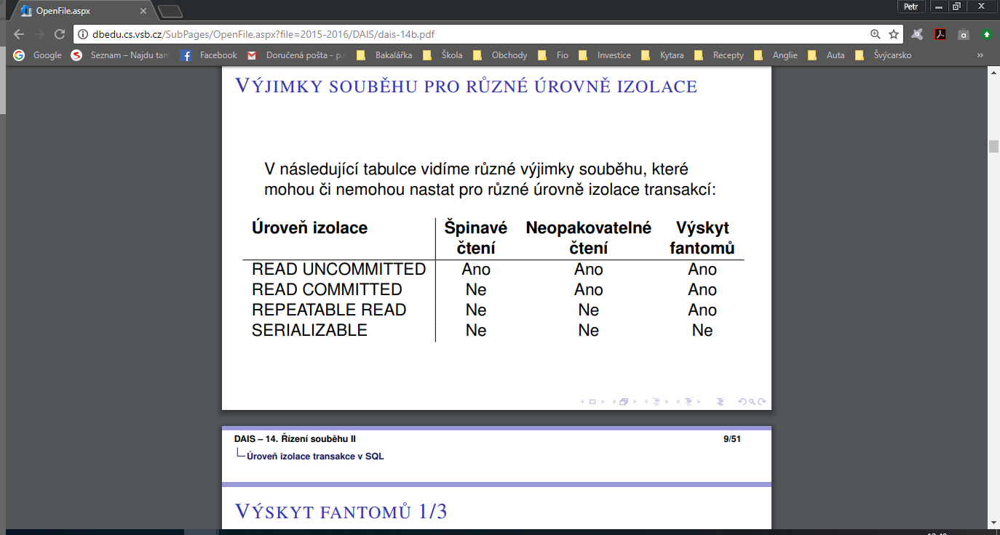 OpenFile.aspx
Petr
dbedu.cs.vsb.cz/SubPages/OpenFile.aspx?file=2015-2016/DAIS/dais-14b.pdf
Google Seznam – Najdu tam Facebook Doručená pošta - p.r Bakalářka Škola Obchody Fio Investice Kytara Recepty Anglie Auta Švýcarsko »
VÝJIMKY SOUBĚHU PRO RŮZNÉ ÚROVNĚ IZOLACE
V následující tabulce vidíme různé výjimky souběhu, které
mohou či nemohou nastat pro různé úrovně izolace transakcí:
Úroveň izolace Špinavé Neopakovatelné Výskyt
čtení čtení fantomů
READ UNCOMMITTED Ano Ano Ano
READ COMMITTED Ne Ano Ano
REPEATABLE READ Ne Ne Ano
SERIALIZABLE Ne Ne Ne
DAIS – 14. Řízení souběhu II 9/51
Úroveň izolace transakce v SQL
VÝSKYT FANTOMŮ 1/3